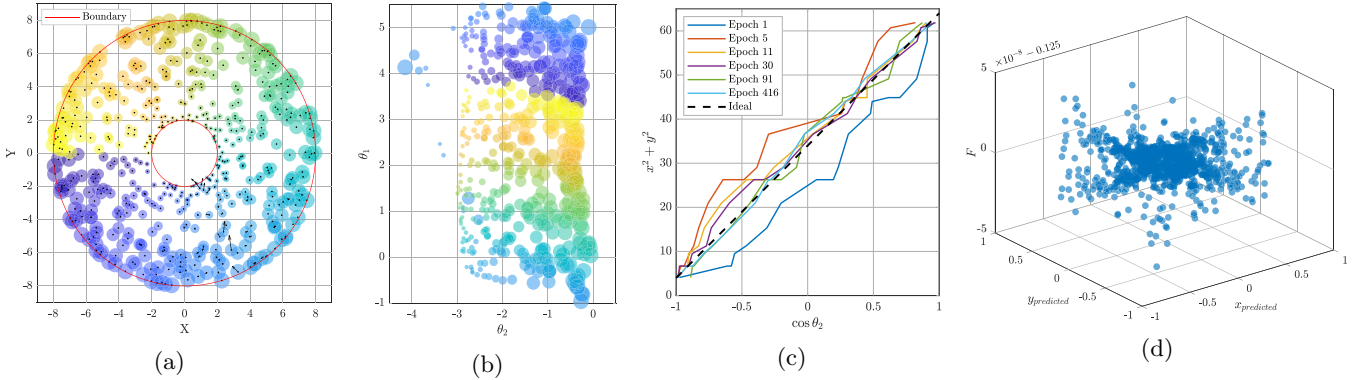 8
6
4
2
0
-2
-4
-6
-8
Y
Boundary
-8 -6 -4 -2 0 2 4 6 8
X
(a)
5
4
3
2
1
0
-1
θ₁
-4 -3 -2 -1 0
θ₂
(b)
60
50
40
30
20
10
0
x² + y²
Epoch 1
Epoch 5
Epoch 11
Epoch 30
Epoch 91
Epoch 416
Ideal
-1 -0.5 0 0.5 1
cos θ₂
(c)
×10⁻⁸ − 0.125
5
0
-5
F
1
0.5
0
-0.5
-1
y_predicted
-1
-0.5
0
0.5
1
x_predicted
(d)